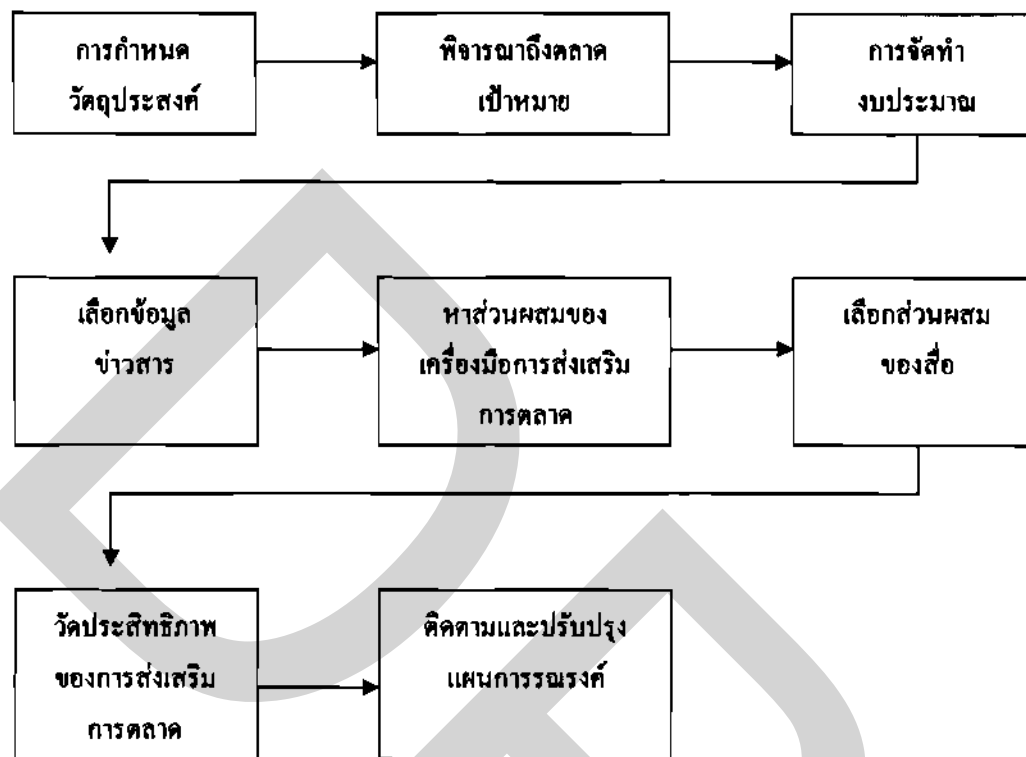 การกำหนด
วัตถุประสงค์
พิจารณาถึงตลาด
เป้าหมาย
การจัดทำ
งบประมาณ
เลือกข้อมูล
ข่าวสาร
หาส่วนผสมของ
เครื่องมือการส่งเสริม
การตลาด
เลือกส่วนผสม
ของสื่อ
วัดประสิทธิภาพ
ของการส่งเสริม
การตลาด
ติดตามและปรับปรุง
แผนการรณรงค์